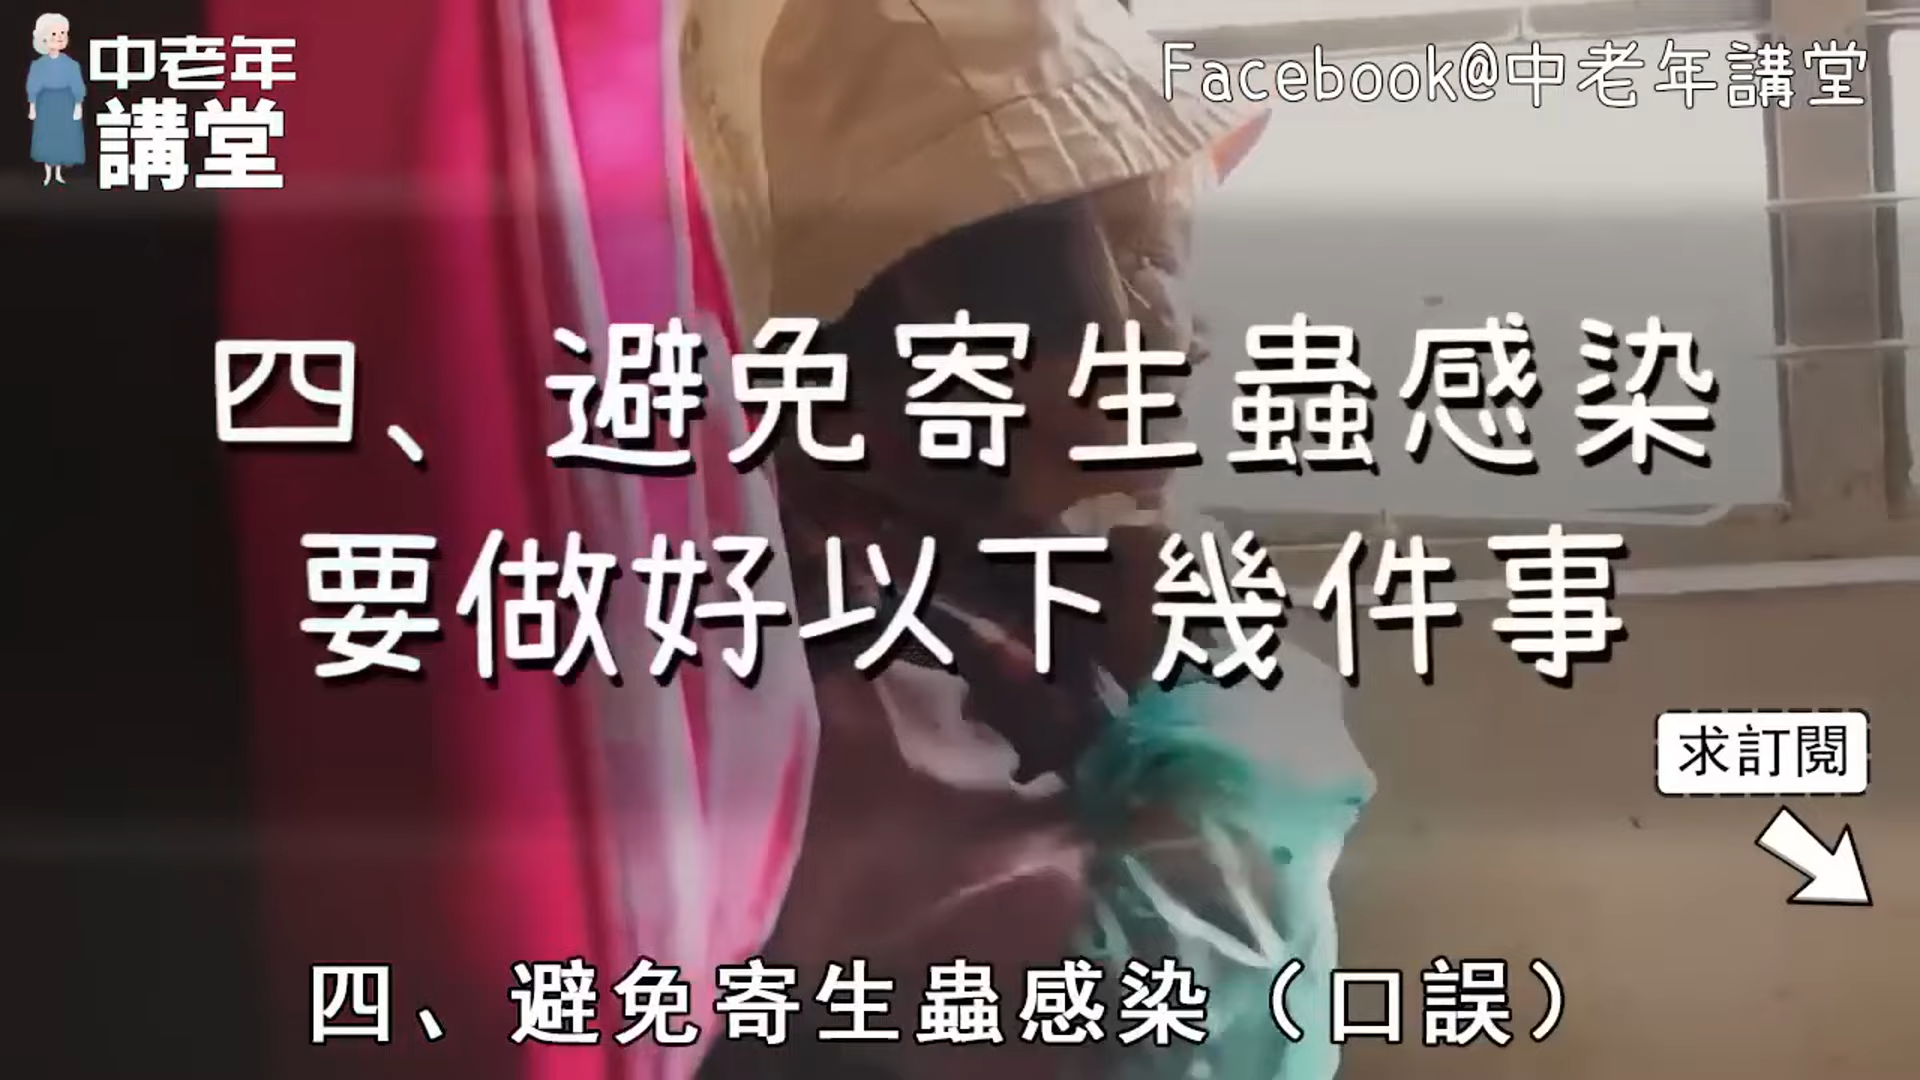 中老年
講堂
Facebook@中老年講堂
四、避免寄生蟲感染
要做好以下幾件事
求訂閱
四、避免寄生蟲感染（口誤）